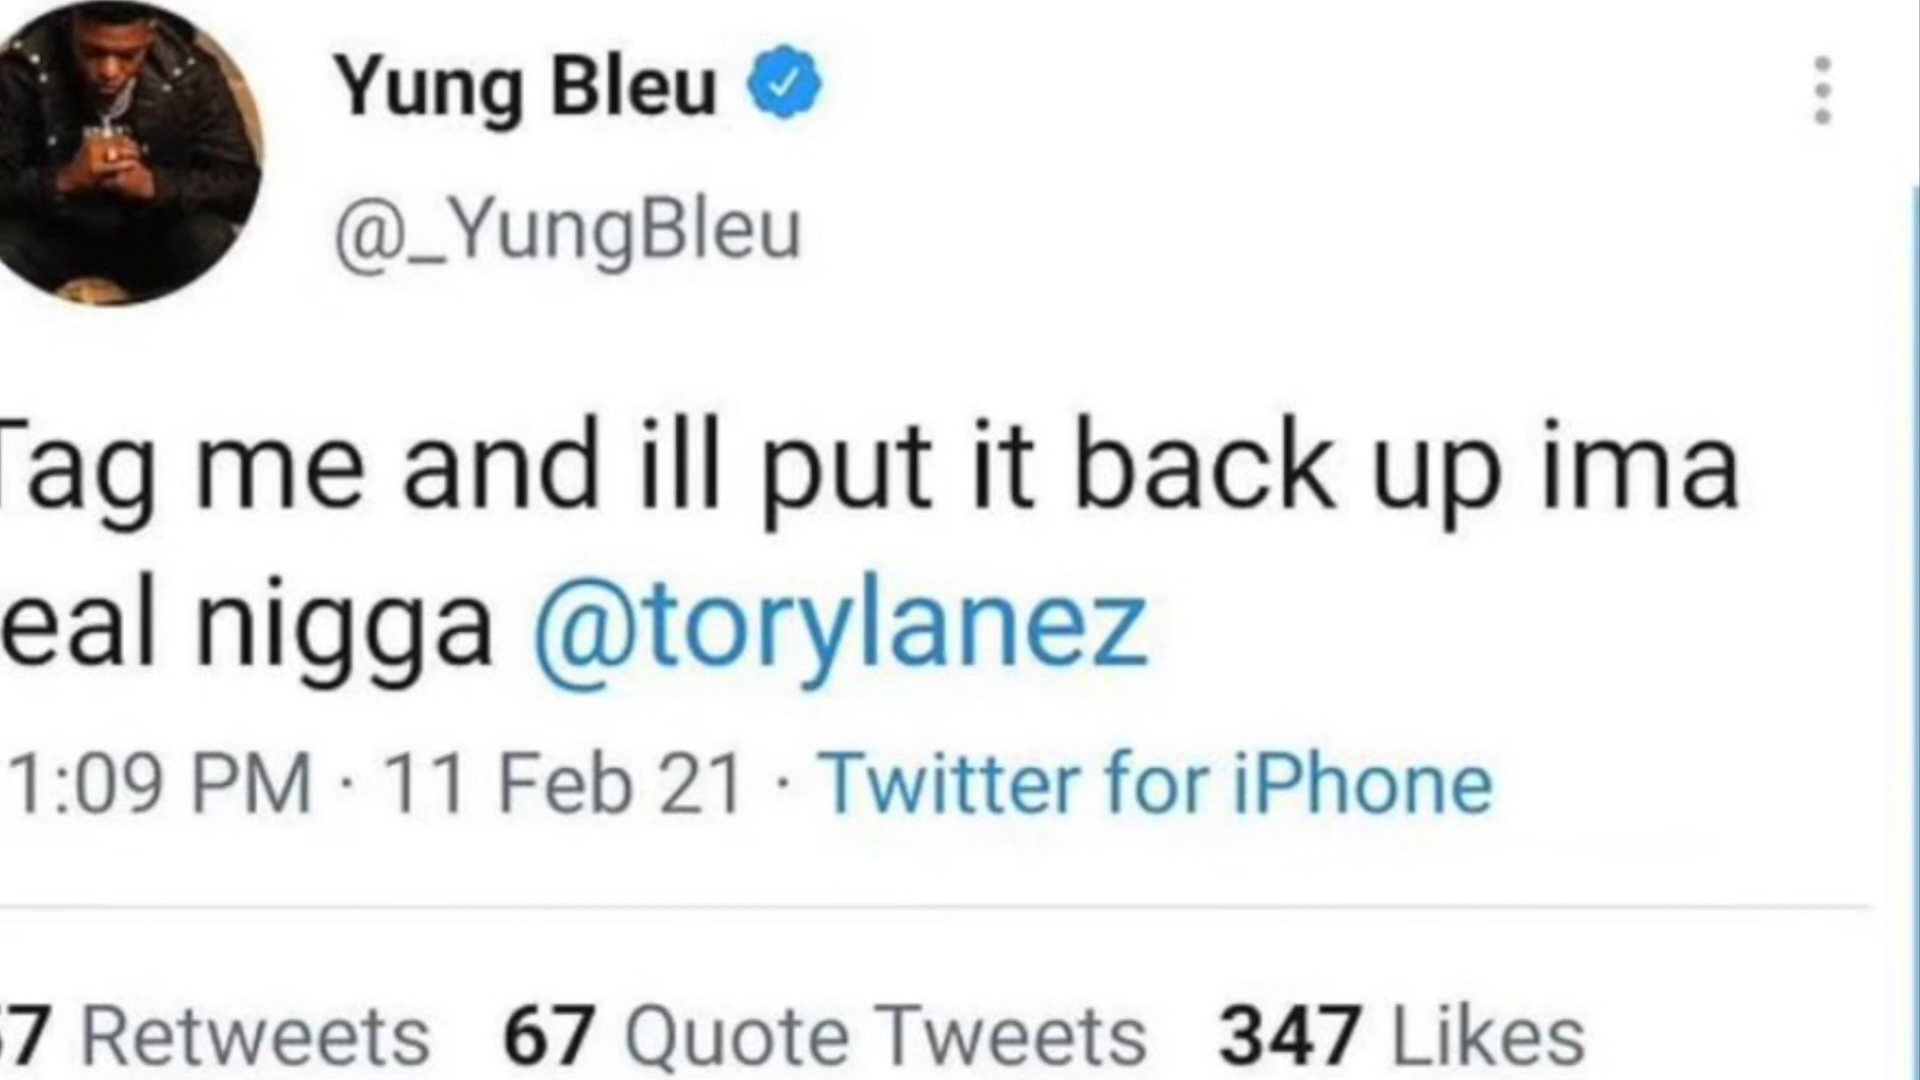 Yung Bleu
@_YungBleu
Tag me and ill put it back up ima
eal nigga @torylanez
1:09 PM · 11 Feb 21 · Twitter for iPhone
7 Retweets 67 Quote Tweets 347 Likes